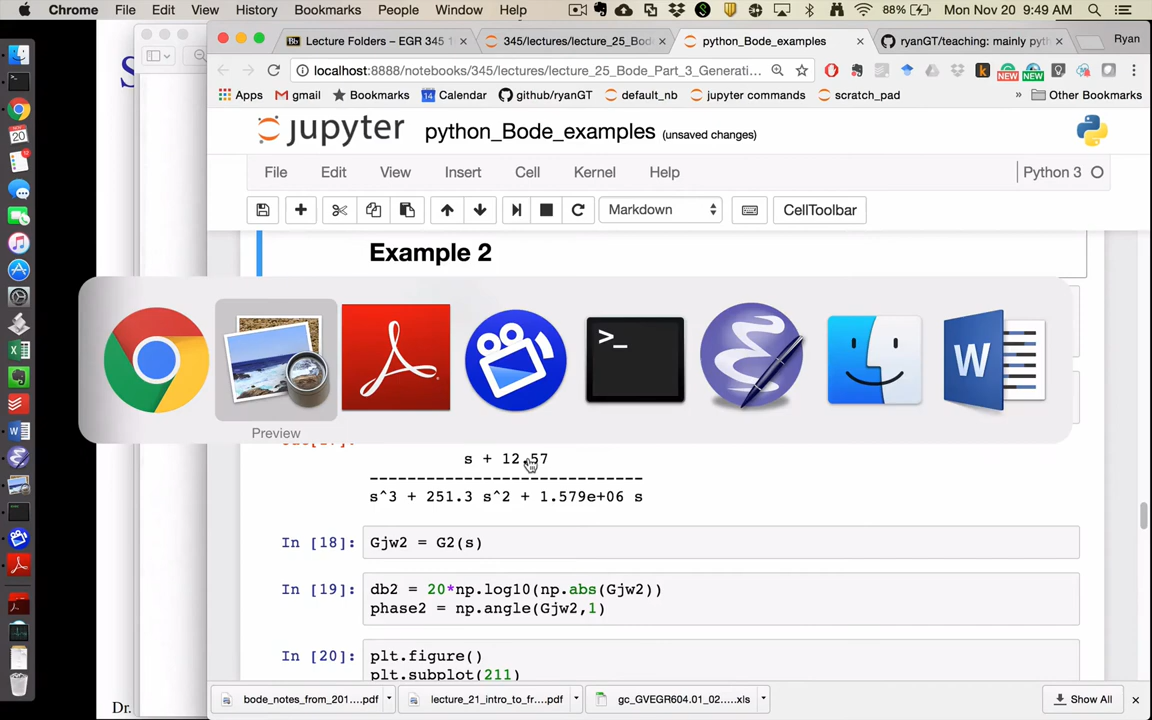 Chrome File Edit View History Bookmarks People Window Help 88% Mon Nov 20 9:49 AM
Lecture Folders – EGR 345 1 345/lectures/lecture_25_Bod python_Bode_examples ryanGT/teaching: mainly pyth Ryan
localhost:8888/notebooks/345/lectures/lecture_25_Bode_Part_3_Generati...
Apps gmail Bookmarks 14 Calendar github/ryanGT default_nb jupyter commands scratch_pad » Other Bookmarks
jupyter python_Bode_examples (unsaved changes)
File Edit View Insert Cell Kernel Help Python 3
Markdown CellToolbar
Example 2
Preview
s + 12.57
----------------------------
s^3 + 251.3 s^2 + 1.579e+06 s
In [18]: Gjw2 = G2(s)
In [19]: db2 = 20*np.log10(np.abs(Gjw2))
phase2 = np.angle(Gjw2,1)
In [20]: plt.figure()
plt.subplot(211)
bode_notes_from_201....pdf lecture_21_intro_to_fr....pdf gc_GVEGR604.01_02....xls Show All
Dr.